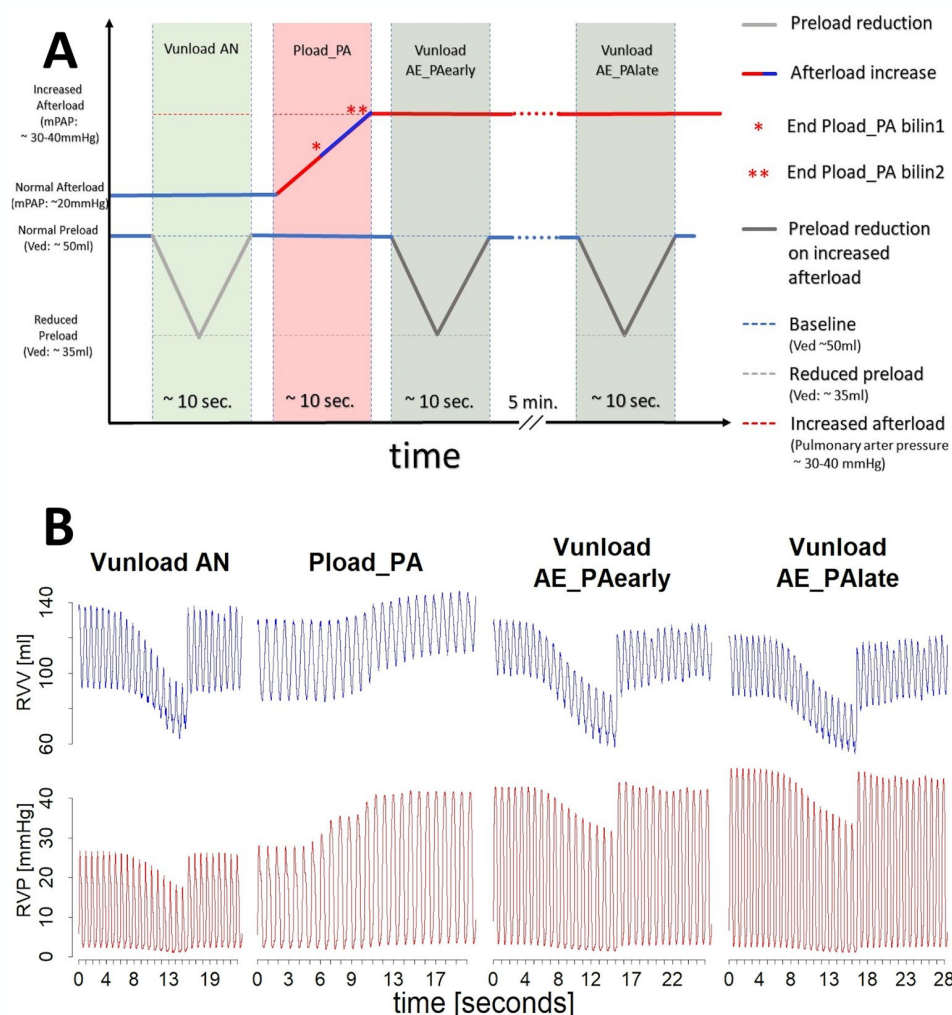 A
Vunload AN
Pload_PA
Vunload
AE_PAearly
Vunload
AE_PAlate
Increased
Afterload
(mPAP:
~ 30-40mmHg)
Normal Afterload
(mPAP: ~20mmHg)
Normal Preload
(Ved: ~ 50ml)
Reduced
Preload
(Ved: ~ 35ml)
*
**
~ 10 sec.
~ 10 sec.
~ 10 sec.
5 min.
~ 10 sec.
time
Preload reduction
Afterload increase
* End Pload_PA bilin1
** End Pload_PA bilin2
Preload reduction
on increased
afterload
Baseline
(Ved ~50ml)
Reduced preload
(Ved: ~ 35ml)
Increased afterload
(Pulmonary arter pressure
~ 30-40 mmHg)
B
Vunload AN
Pload_PA
Vunload
AE_PAearly
Vunload
AE_PAlate
RVV [ml]
140
100
60
RVP [mmHg]
40
30
20
10
0
0 4 8 13 19
0 3 6 9 12 17
0 4 8 12 17 22
0 4 8 13 18 23 28
time [seconds]